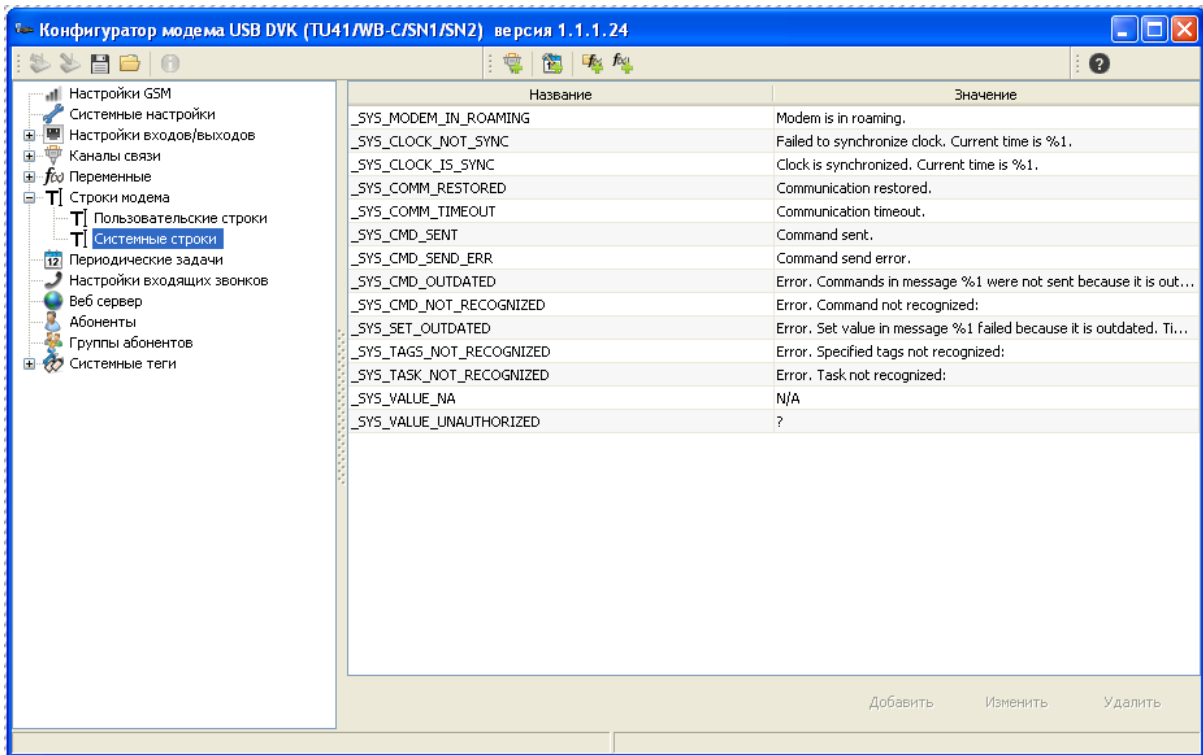 Конфигуратор модема USB DVK (TU41/WB-C/SN1/SN2) версия 1.1.1.24
Настройки GSM
Системные настройки
Настройки входов/выходов
Каналы связи
f(x) Переменные
Строки модема
Пользовательские строки
Системные строки
12 Периодические задачи
Настройки входящих звонков
Веб сервер
Абоненты
Группы абонентов
Системные теги
Название Значение
_SYS_MODEM_IN_ROAMING Modem is in roaming.
_SYS_CLOCK_NOT_SYNC Failed to synchronize clock. Current time is %1.
_SYS_CLOCK_IS_SYNC Clock is synchronized. Current time is %1.
_SYS_COMM_RESTORED Communication restored.
_SYS_COMM_TIMEOUT Communication timeout.
_SYS_CMD_SENT Command sent.
_SYS_CMD_SEND_ERR Command send error.
_SYS_CMD_OUTDATED Error. Commands in message %1 were not sent because it is out...
_SYS_CMD_NOT_RECOGNIZED Error. Command not recognized:
_SYS_SET_OUTDATED Error. Set value in message %1 failed because it is outdated. Ti...
_SYS_TAGS_NOT_RECOGNIZED Error. Specified tags not recognized:
_SYS_TASK_NOT_RECOGNIZED Error. Task not recognized:
_SYS_VALUE_NA N/A
_SYS_VALUE_UNAUTHORIZED ?
Добавить Изменить Удалить